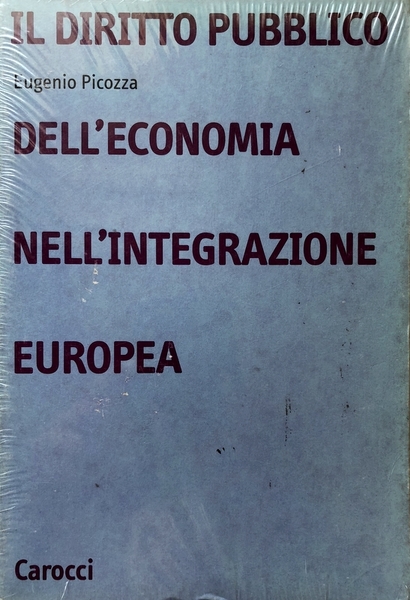 IL DIRITTO PUBBLICO
Eugenio Picozza
DELL'ECONOMIA
NELL'INTEGRAZIONE
EUROPEA
Carocci